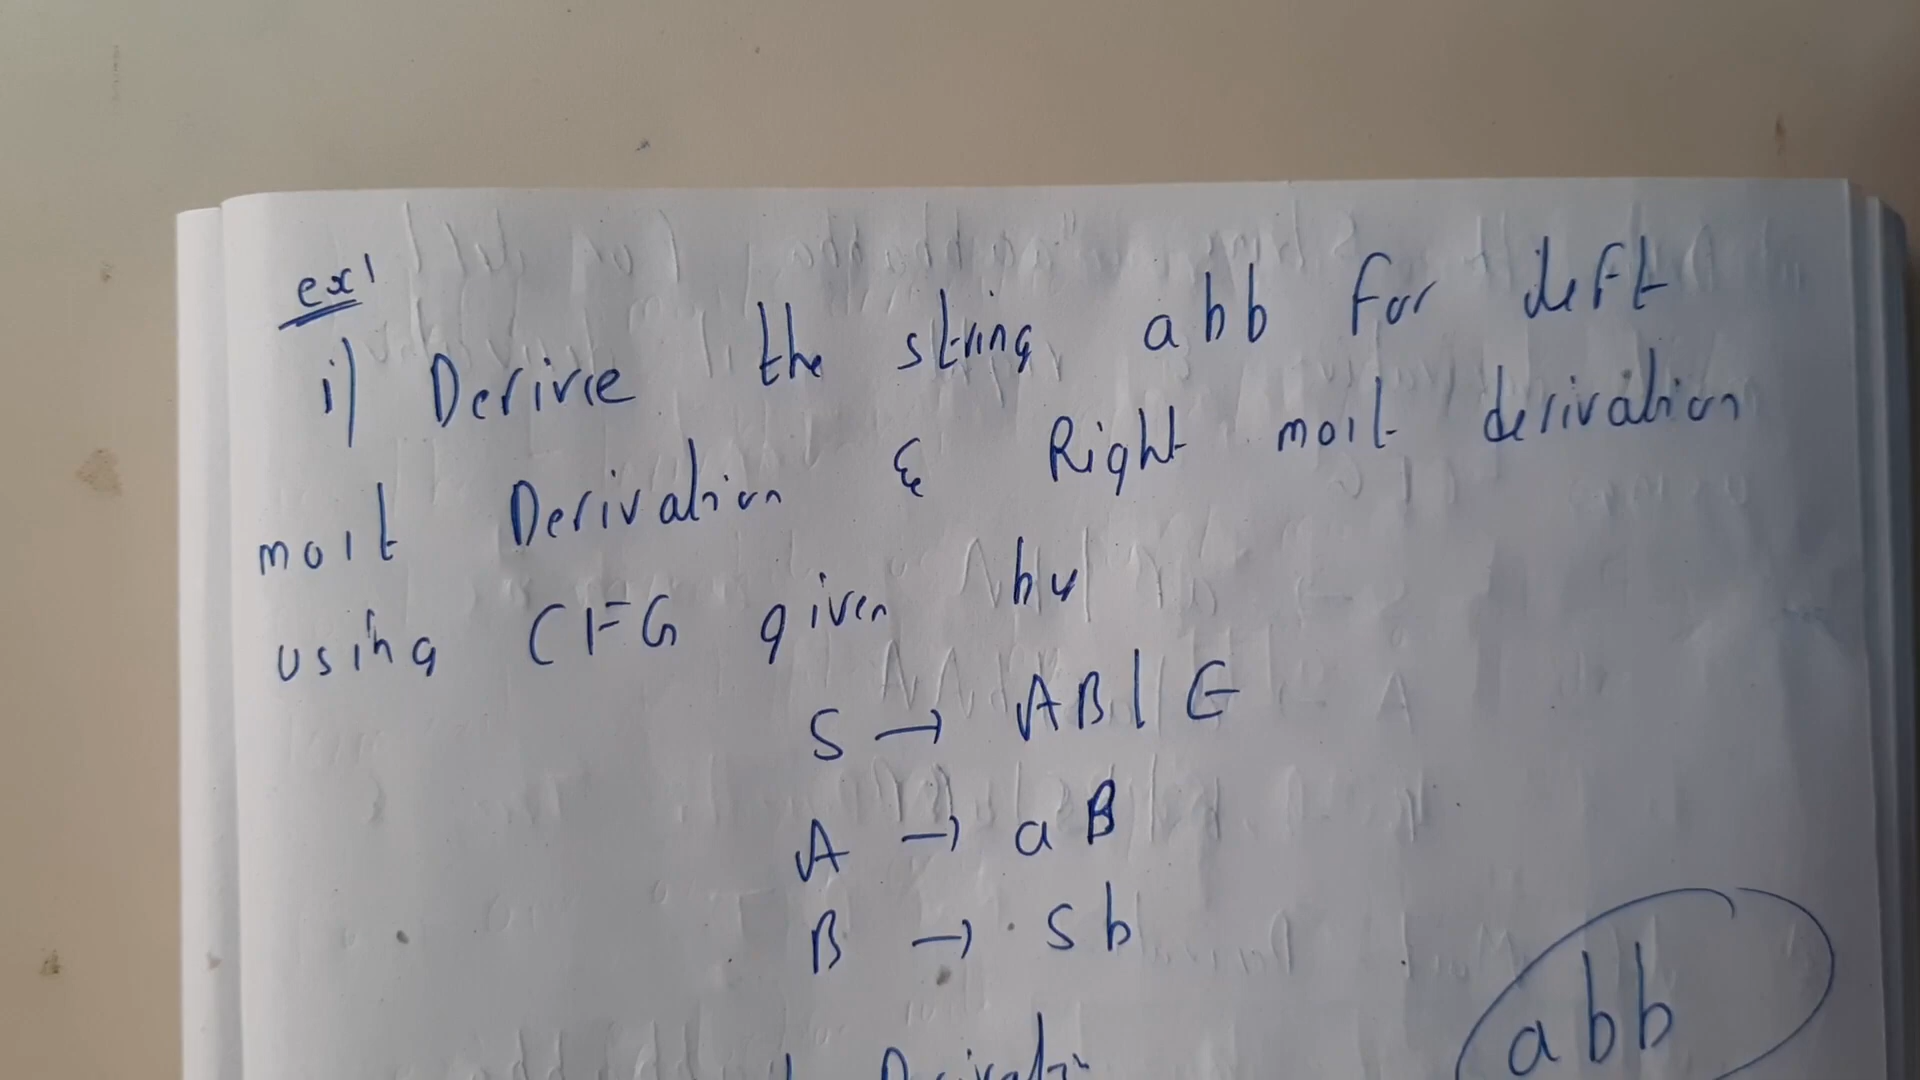 ex1
i) Derive the string abb for left
most Derivation & Right most derivation
using CFG given by
S → AB | ∈
A → aB
B → Sb
Derivation
abb